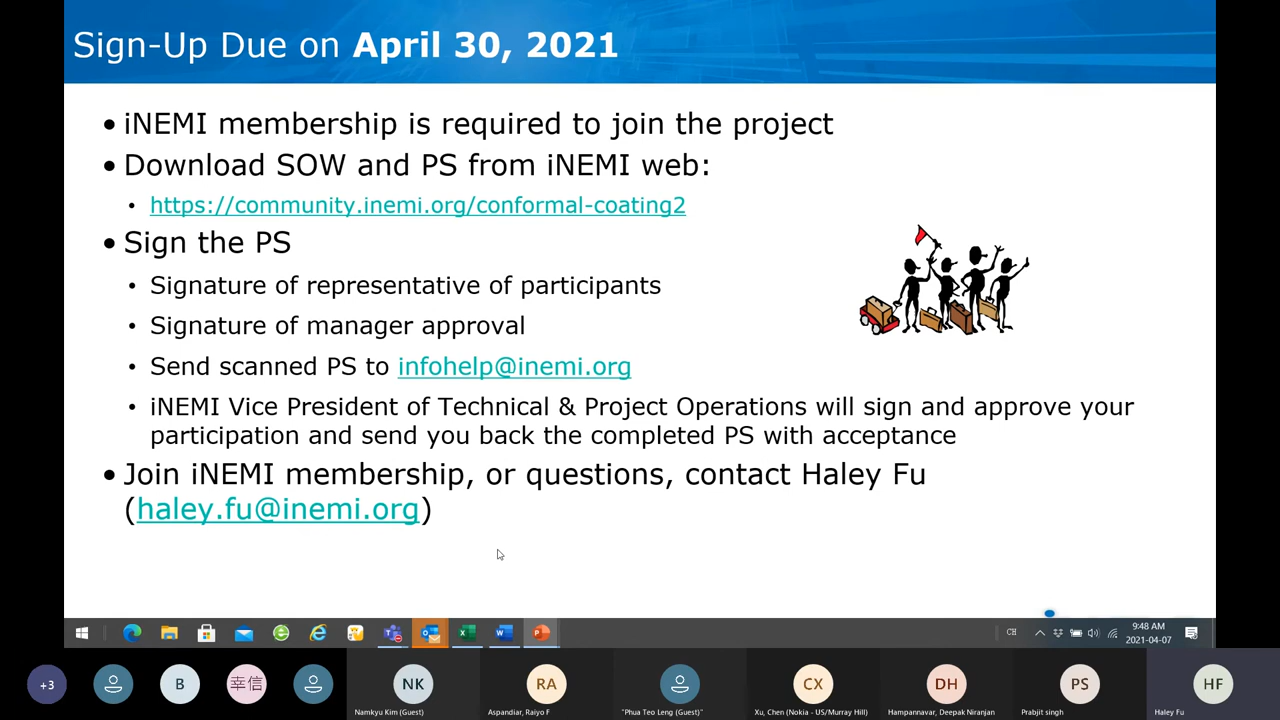 Sign-Up Due on April 30, 2021
• iNEMI membership is required to join the project
• Download SOW and PS from iNEMI web:
• https://community.inemi.org/conformal-coating2
• Sign the PS
• Signature of representative of participants
• Signature of manager approval
• Send scanned PS to infohelp@inemi.org
• iNEMI Vice President of Technical & Project Operations will sign and approve your
participation and send you back the completed PS with acceptance
• Join iNEMI membership, or questions, contact Haley Fu
(haley.fu@inemi.org)
CH
9:48 AM
2021-04-07
+3
B
幸信
NK
RA
CX
DH
PS
HF
Namkyu Kim (Guest)
Aspandiar, Raiyo F
"Phua Teo Leng (Guest)"
Xu, Chen (Nokia - US/Murray Hill)
Hampannavar, Deepak Niranjan
Prabjit singh
Haley Fu